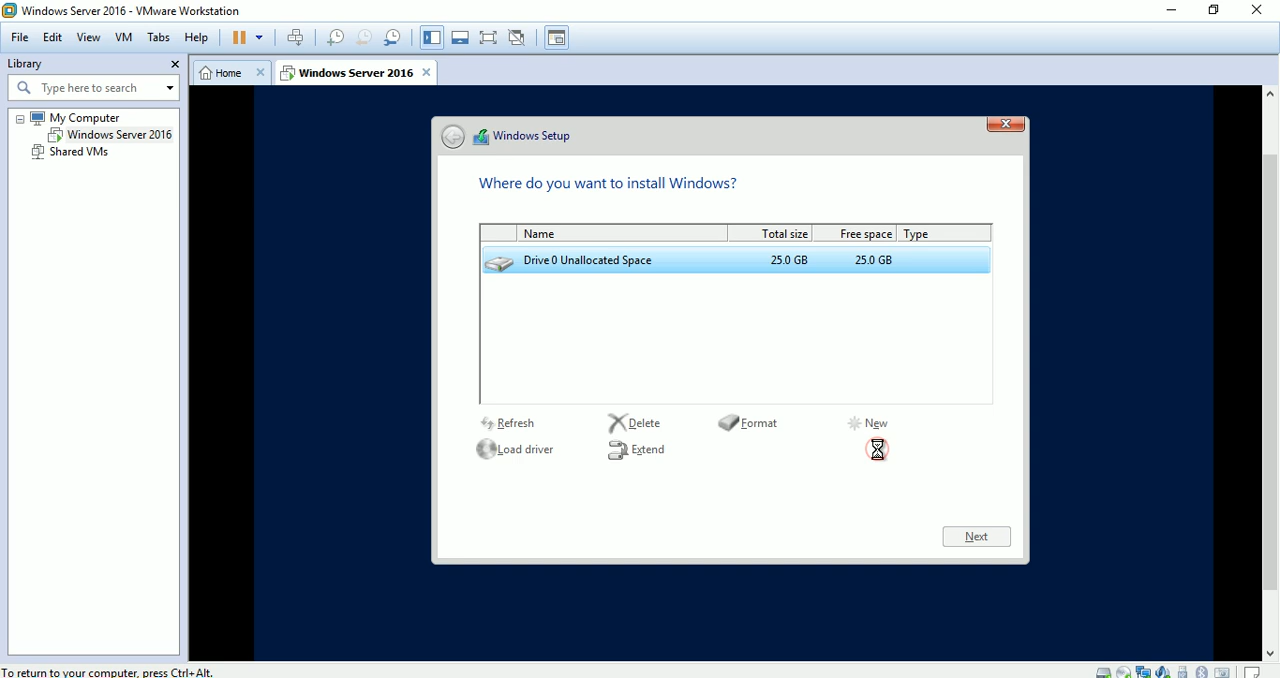 Windows Server 2016 - VMware Workstation
File Edit View VM Tabs Help
Library
Home
Windows Server 2016
Type here to search
My Computer
Windows Server 2016
Shared VMs
Windows Setup
Where do you want to install Windows?
Name Total size Free space Type
Drive 0 Unallocated Space 25.0 GB 25.0 GB
Refresh Delete Format New
Load driver Extend
Next
To return to your computer, press Ctrl+Alt.